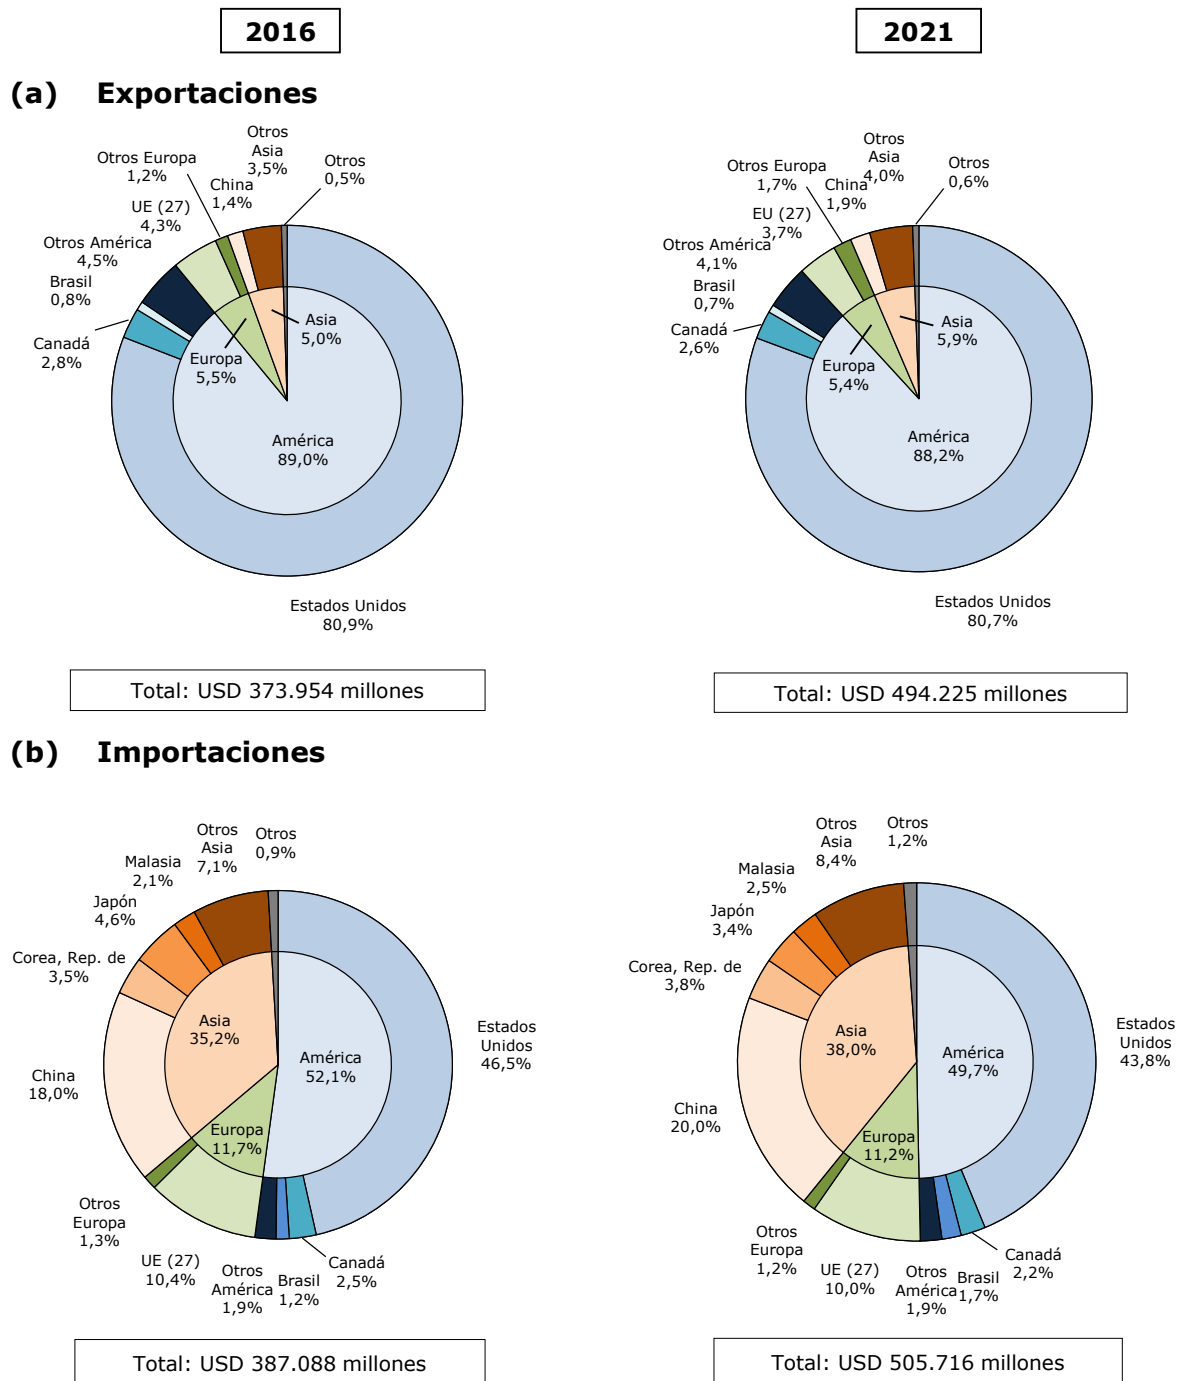 2016
2021
(a) Exportaciones
Otros
Asia
3,5%
Otros
0,5%
Otros Europa
1,2%
China
1,4%
UE (27)
4,3%
Otros América
4,5%
Brasil
0,8%
Canadá
2,8%
Asia
5,0%
Europa
5,5%
América
89,0%
Estados Unidos
80,9%
Total: USD 373.954 millones
Otros
Asia
4,0%
Otros
0,6%
Otros Europa
1,7%
China
1,9%
EU (27)
3,7%
Otros América
4,1%
Brasil
0,7%
Canadá
2,6%
Asia
5,9%
Europa
5,4%
América
88,2%
Estados Unidos
80,7%
Total: USD 494.225 millones
(b) Importaciones
Otros
Asia
7,1%
Otros
0,9%
Malasia
2,1%
Japón
4,6%
Corea, Rep. de
3,5%
Asia
35,2%
América
52,1%
Estados
Unidos
46,5%
China
18,0%
Europa
11,7%
Otros
Europa
1,3%
UE (27)
10,4%
Otros
América
1,9%
Brasil
1,2%
Canadá
2,5%
Total: USD 387.088 millones
Otros
Asia
8,4%
Otros
1,2%
Malasia
2,5%
Japón
3,4%
Corea, Rep. de
3,8%
Asia
38,0%
América
49,7%
Estados
Unidos
43,8%
China
20,0%
Europa
11,2%
Otros
Europa
1,2%
UE (27)
10,0%
Otros
América
1,9%
Brasil
1,7%
Canadá
2,2%
Total: USD 505.716 millones